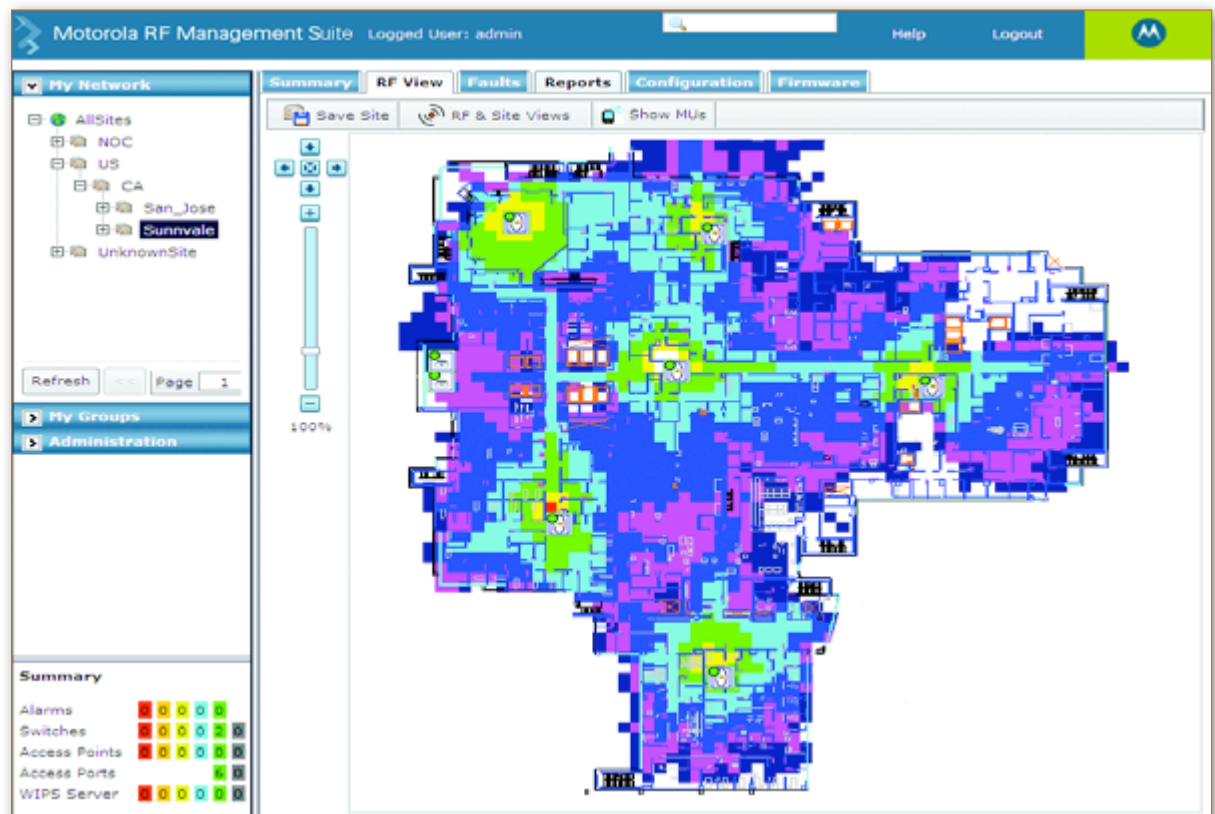 Motorola RF Management Suite Logged User: admin Help Logout
My Network
AllSites
NOC
US
CA
San_Jose
Sunnvale
UnknownSite
Refresh << Page 1
My Groups
Administration
Summary
Alarms 0 0 0 0 0
Switches 0 0 0 0 2 0
Access Points 0 0 0 0 0 0
Access Ports 6 0
WIPS Server 0 0 0 0 0 0
Summary RF View Faults Reports Configuration Firmware
Save Site RF & Site Views Show MUs
100%